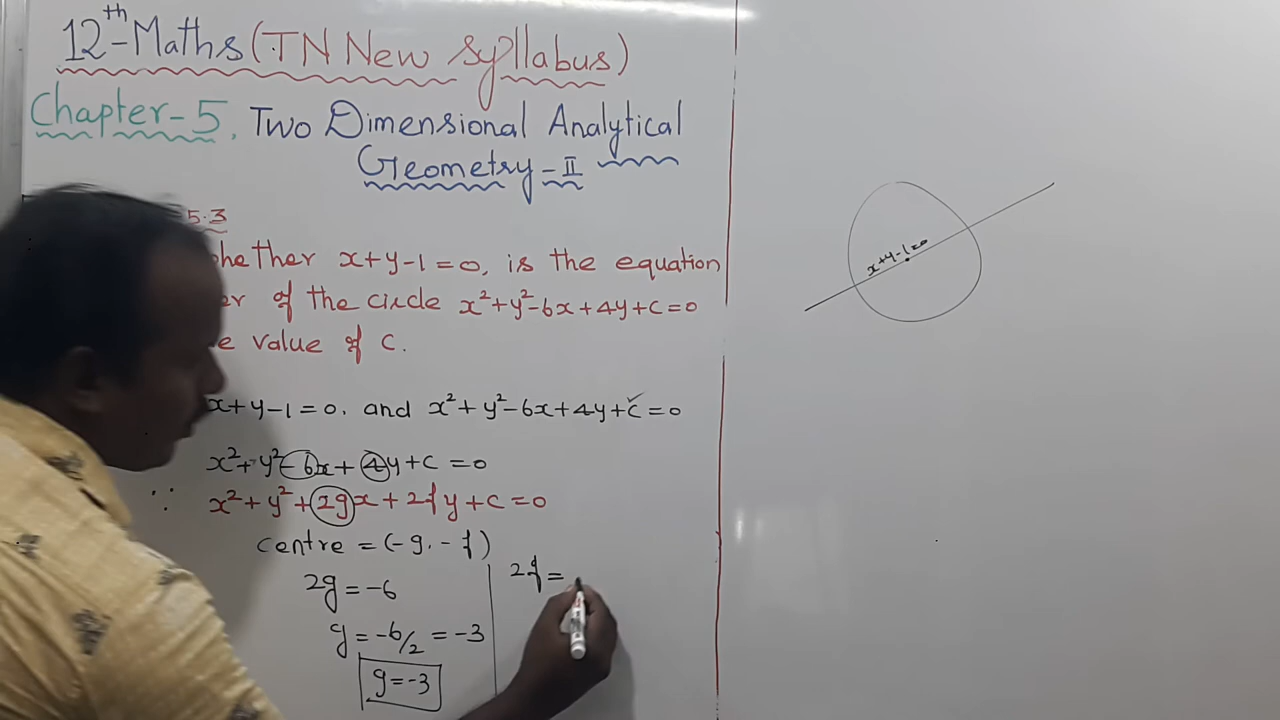 12th-Maths (TN New syllabus)
Chapter-5. Two Dimensional Analytical
Geometry-II
5.3
whether x+y-1=0, is the equation
of the circle x²+y²-6x+4y+c=0
value of c.
x+y-1=0. and x²+y²-6x+4y+c=0
x²+y²-6x+4y+c=0
∴ x²+y²+2gx+2fy+c=0
centre = (-g, -f)
2g = -6
g = -6/2 = -3
g=-3
2f =
x+y-1=0